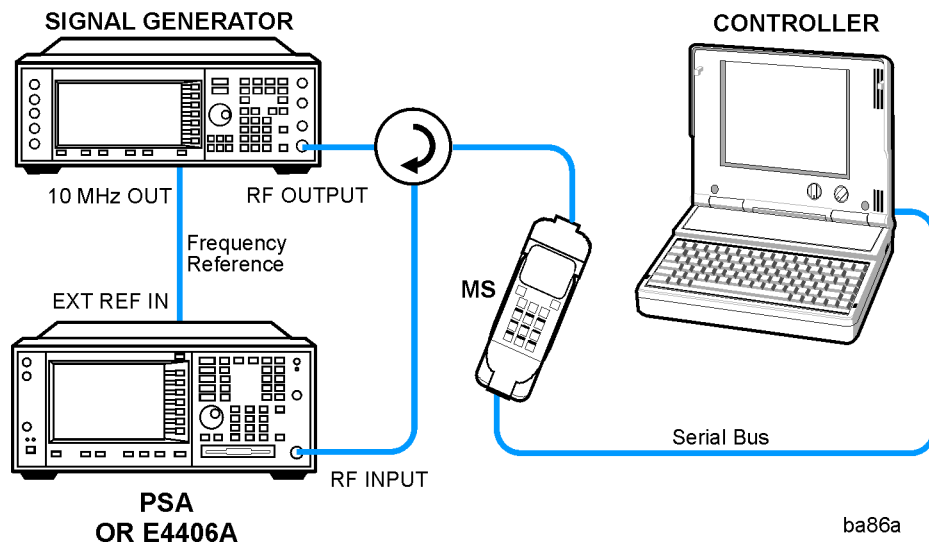 SIGNAL GENERATOR
CONTROLLER
10 MHz OUT
RF OUTPUT
Frequency
Reference
MS
EXT REF IN
Serial Bus
RF INPUT
PSA
OR E4406A
ba86a